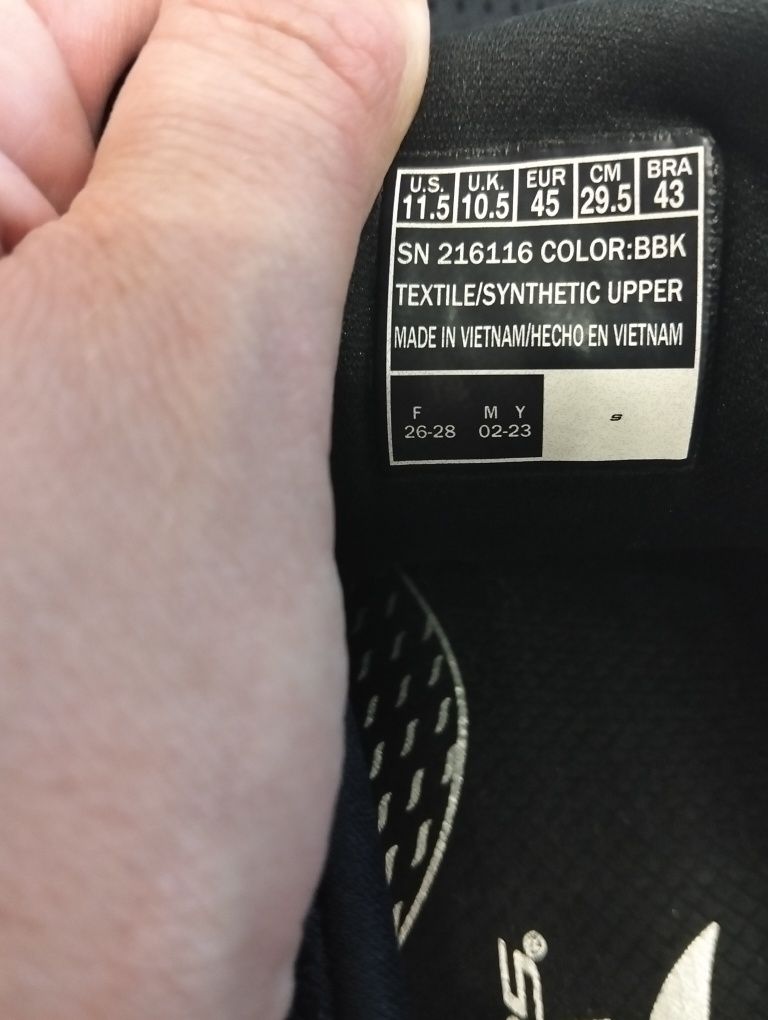 U.S. U.K. EUR CM BRA
11.5 10.5 45 29.5 43
SN 216116 COLOR:BBK
TEXTILE/SYNTHETIC UPPER
MADE IN VIETNAM/HECHO EN VIETNAM
F M Y
26-28 02-23
S